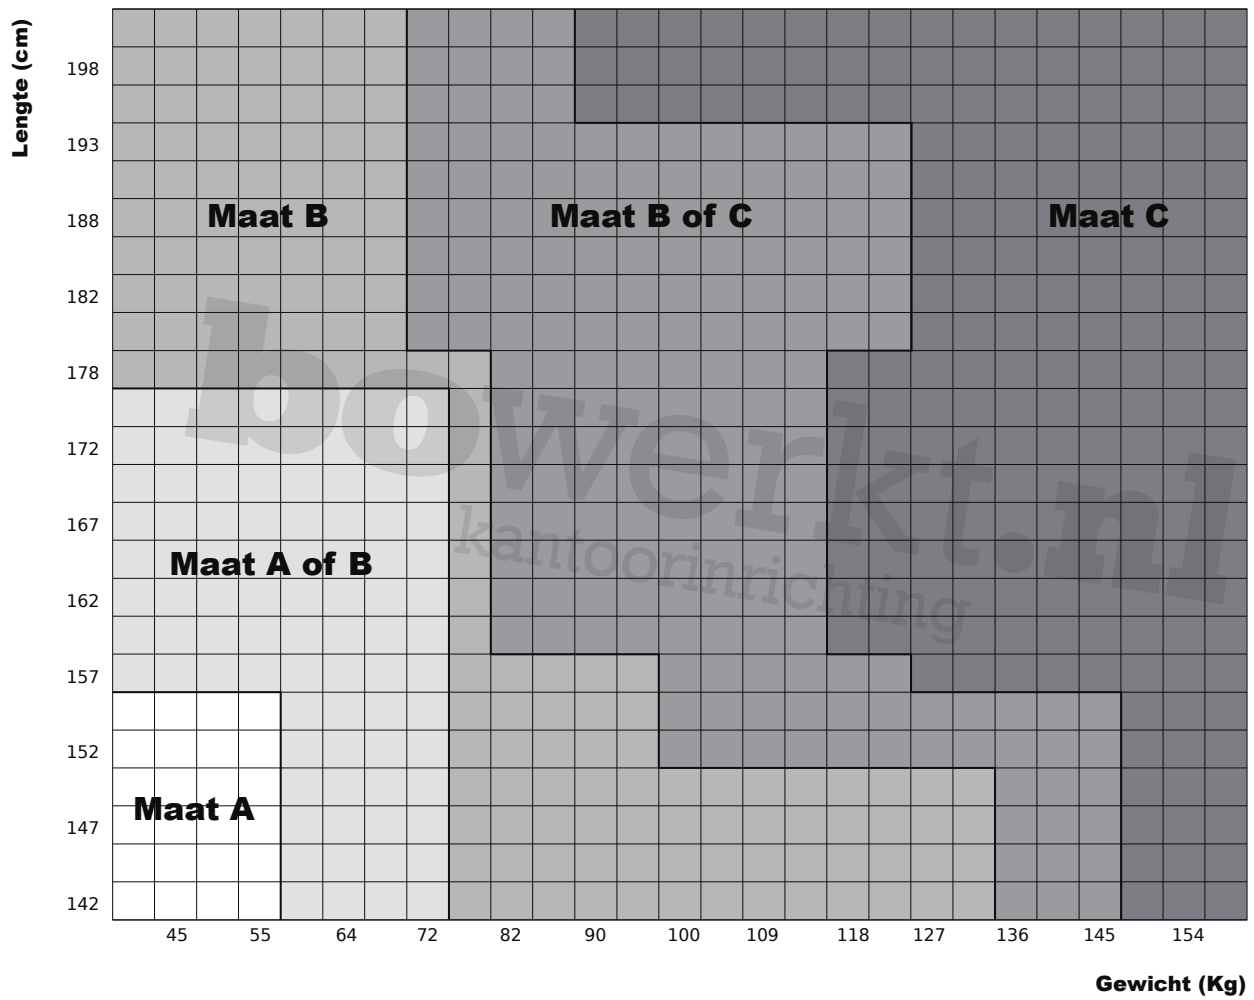 Lengte (cm)
198
193
Maat B Maat B of C Maat C
188
182
178
bowerkt.nl
172
167
kantoorinrichting
Maat A of B
162
157
152
Maat A
147
142
45 55 64 72 82 90 100 109 118 127 136 145 154
Gewicht (Kg)